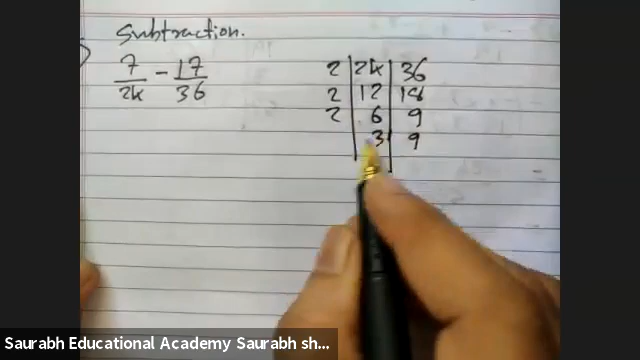 Subtraction.
7/24 - 17/36
2 | 24 | 36
2 | 12 | 18
2 | 6 | 9
3 | 9
Saurabh Educational Academy Saurabh sh...